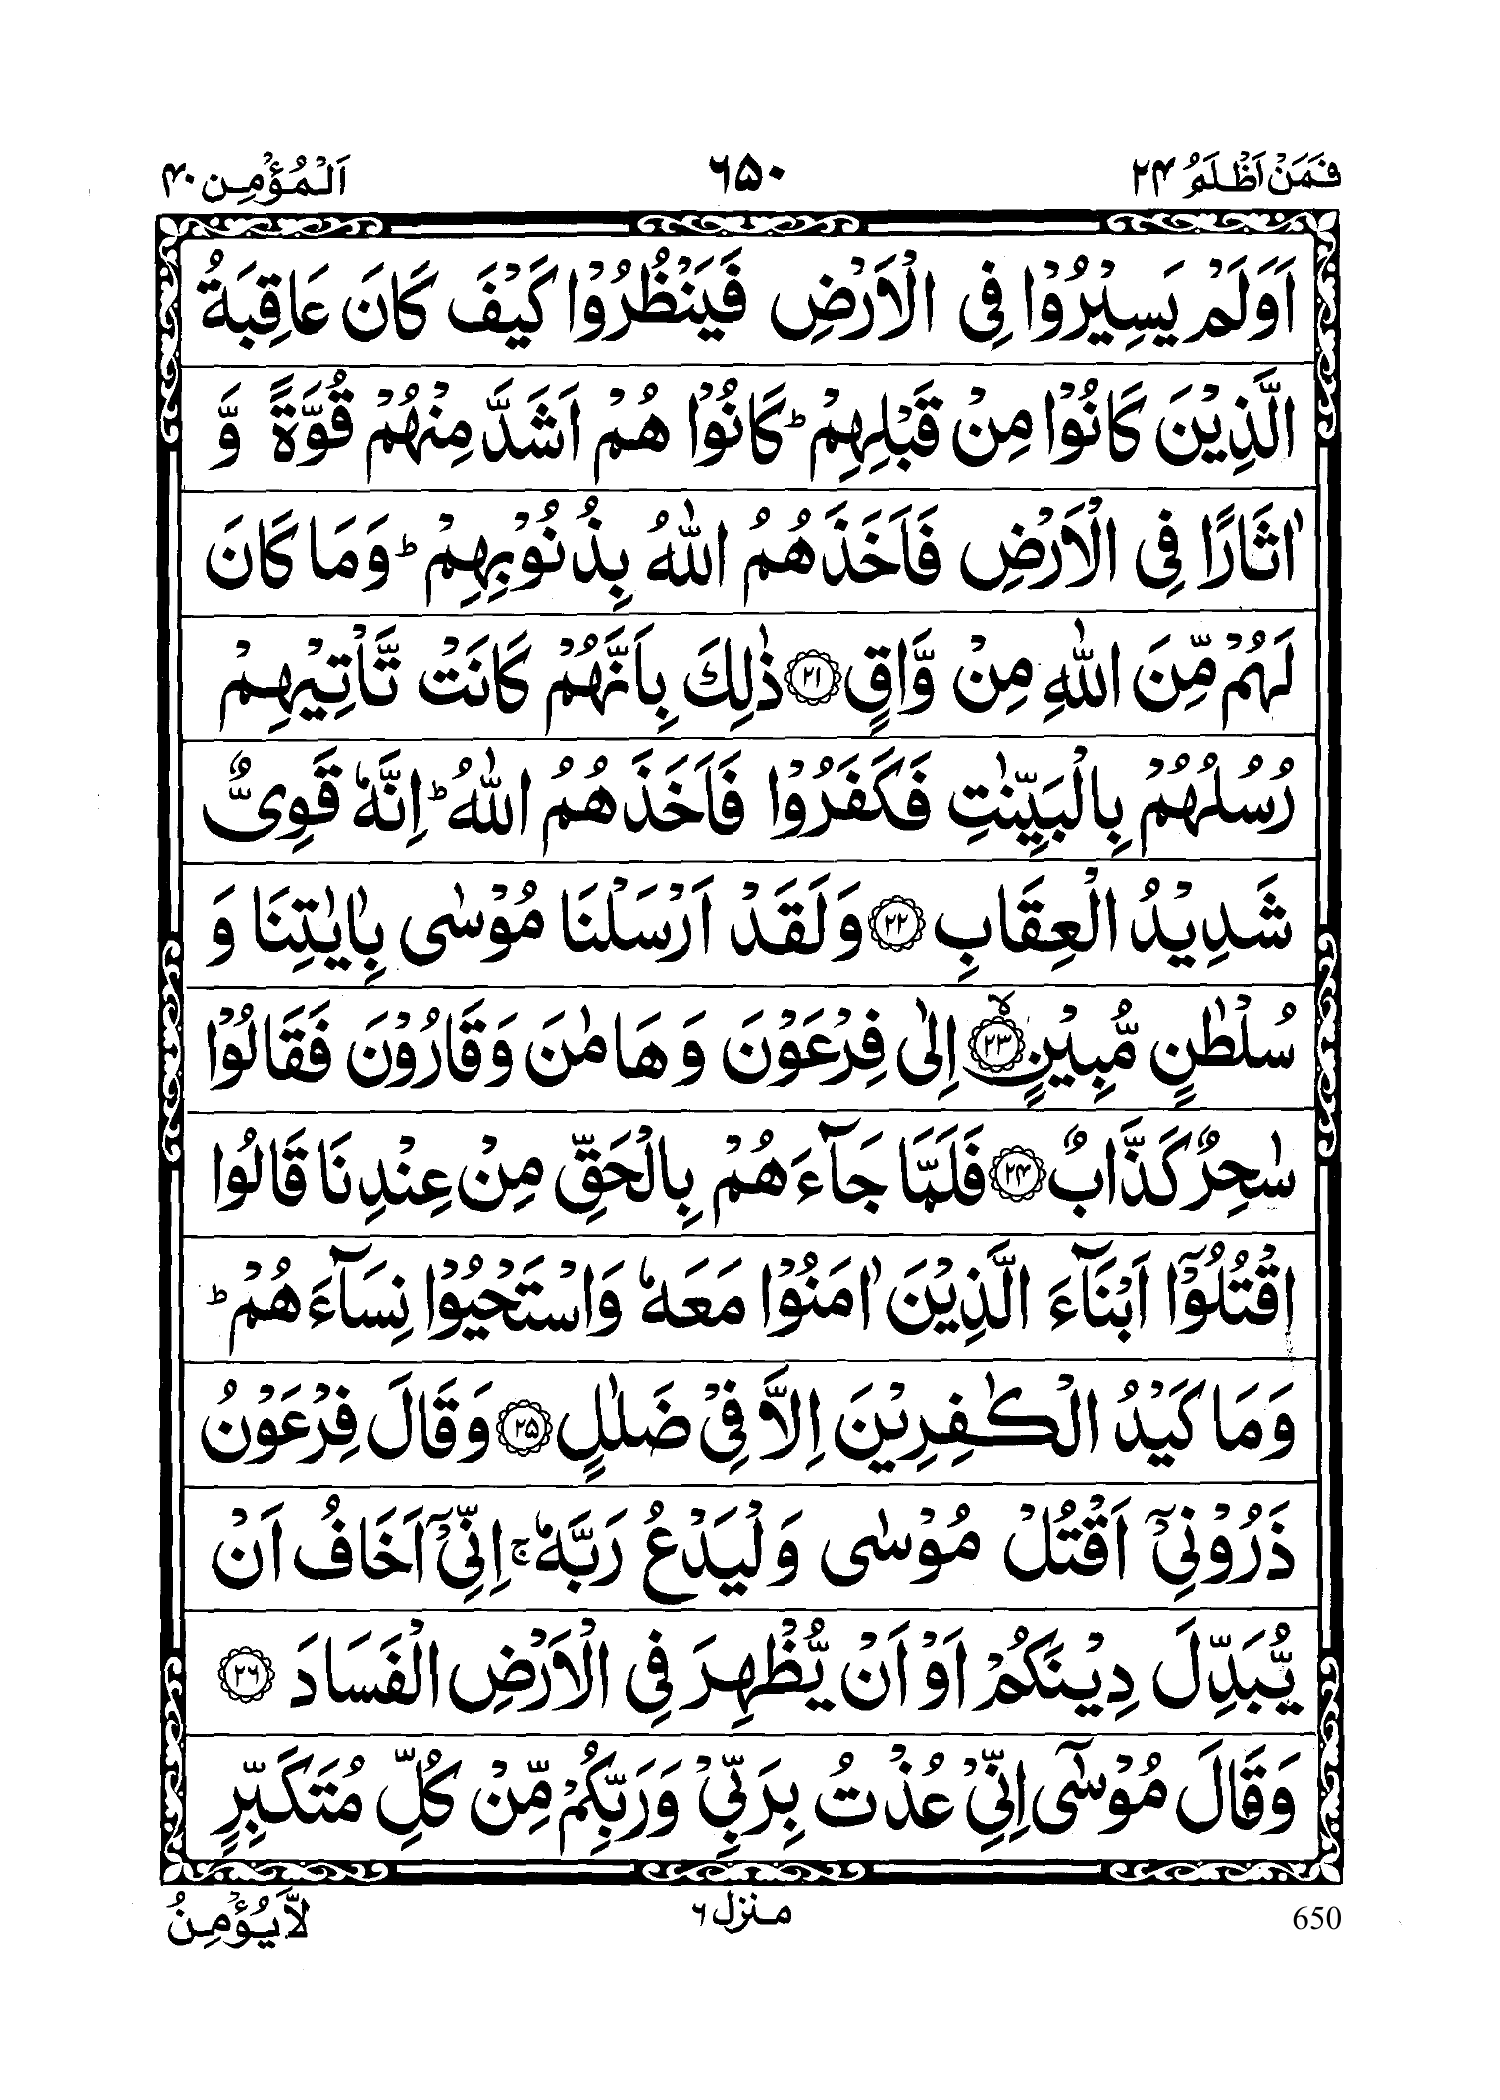 فَمَنْ اَظْلَمُ ۲۴ ۶۵۰ اَلْمُؤْمِن ۴۰
اَوَلَمْ يَسِيْرُوْا فِى الْاَرْضِ فَيَنْظُرُوْا كَيْفَ كَانَ عَاقِبَةُ
الَّذِيْنَ كَانُوْا مِنْ قَبْلِهِمْ ؕ كَانُوْا هُمْ اَشَدَّ مِنْهُمْ قُوَّةً وَّ
اٰثَارًا فِى الْاَرْضِ فَاَخَذَهُمُ اللّٰهُ بِذُنُوْبِهِمْ ؕ وَمَا كَانَ
لَهُمْ مِّنَ اللّٰهِ مِنْ وَّاقٍ ۲۱ ذٰلِكَ بِاَنَّهُمْ كَانَتْ تَّاْتِيْهِمْ
رُسُلُهُمْ بِالْبَيِّنٰتِ فَكَفَرُوْا فَاَخَذَهُمُ اللّٰهُ ؕ اِنَّهٗ قَوِىٌّ
شَدِيْدُ الْعِقَابِ ۲۲ وَلَقَدْ اَرْسَلْنَا مُوْسٰى بِاٰيٰتِنَا وَ
سُلْطٰنٍ مُّبِيْنٍ ۙ ۲۳ اِلٰى فِرْعَوْنَ وَهَامٰنَ وَقَارُوْنَ فَقَالُوْا
سٰحِرٌ كَذَّابٌ ۲۴ فَلَمَّا جَآءَهُمْ بِالْحَقِّ مِنْ عِنْدِنَا قَالُوا
اقْتُلُوْۤا اَبْنَآءَ الَّذِيْنَ اٰمَنُوْا مَعَهٗ وَاسْتَحْيُوْا نِسَآءَهُمْ ؕ
وَمَا كَيْدُ الْكٰفِرِيْنَ اِلَّا فِىْ ضَلٰلٍ ۲۵ وَقَالَ فِرْعَوْنُ
ذَرُوْنِىْۤ اَقْتُلْ مُوْسٰى وَلْيَدْعُ رَبَّهٗ ۚ اِنِّىْۤ اَخَافُ اَنْ
يُّبَدِّلَ دِيْنَكُمْ اَوْ اَنْ يُّظْهِرَ فِى الْاَرْضِ الْفَسَادَ ۲۶
وَقَالَ مُوْسٰۤى اِنِّىْ عُذْتُ بِرَبِّىْ وَرَبِّكُمْ مِّنْ كُلِّ مُتَكَبِّرٍ
650 منزل ۶ لَّا يُؤْمِنُ